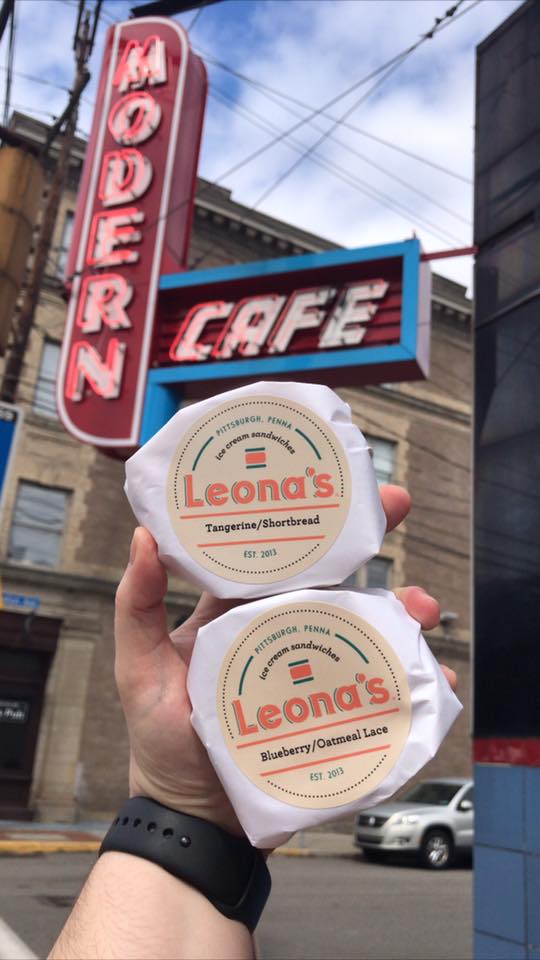 MODERN
CAFE
PITTSBURGH, PENNA
ice cream sandwiches
Leona's
Tangerine/Shortbread
EST. 2013
PITTSBURGH, PENNA
ice cream sandwiches
Leona's
Blueberry/Oatmeal Lace
EST. 2013
Pub